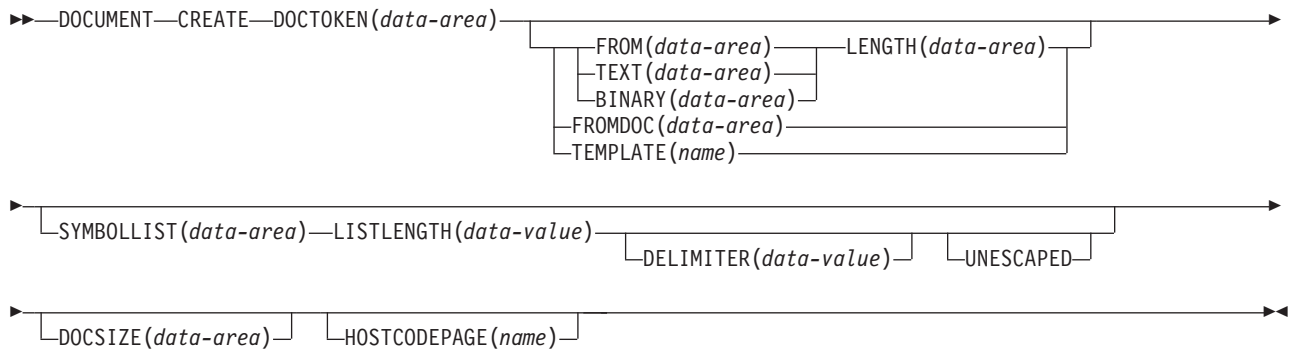 DOCUMENT CREATE DOCTOKEN(data-area)
FROM(data-area) LENGTH(data-area)
TEXT(data-area)
BINARY(data-area)
FROMDOC(data-area)
TEMPLATE(name)
SYMBOLLIST(data-area) LISTLENGTH(data-value)
DELIMITER(data-value) UNESCAPED
DOCSIZE(data-area) HOSTCODEPAGE(name)